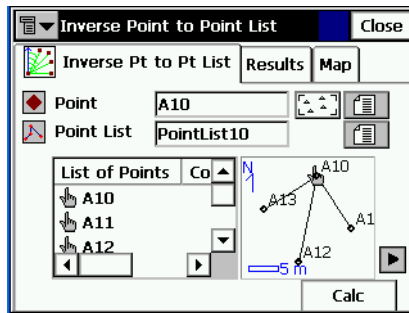 Inverse Point to Point List Close
Inverse Pt to Pt List Results Map
Point A10
Point List PointList10
List of Points Co
A10
A11
A12
N
A10
A13
A1
A12
5 m
Calc